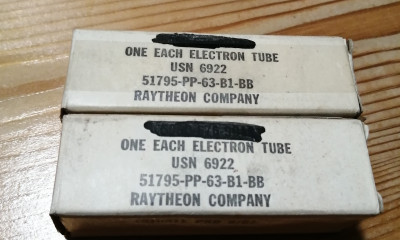 ONE EACH ELECTRON TUBE
USN 6922
51795-PP-63-B1-BB
RAYTHEON COMPANY
ONE EACH ELECTRON TUBE
USN 6922
51795-PP-63-B1-BB
RAYTHEON COMPANY